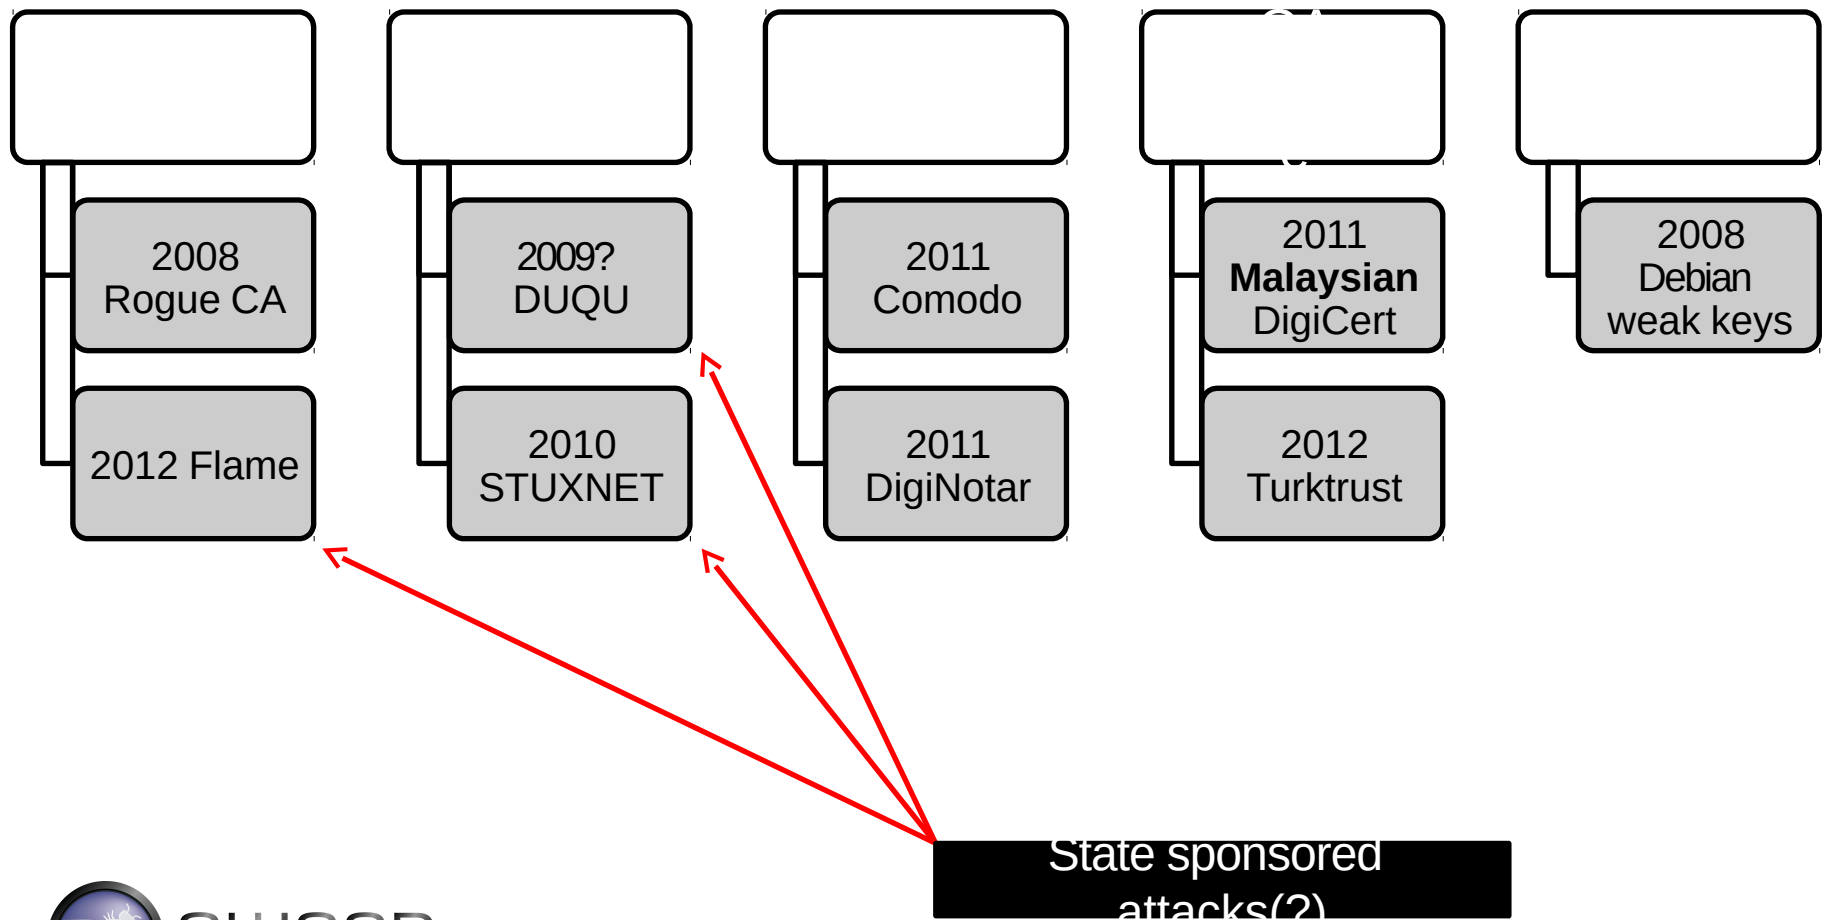 2008
Rogue CA
2012 Flame
2009?
DUQU
2010
STUXNET
2011
Comodo
2011
DigiNotar
2011
Malaysian
DigiCert
2012
Turktrust
2008
Debian
weak keys
State sponsored
attacks(?)